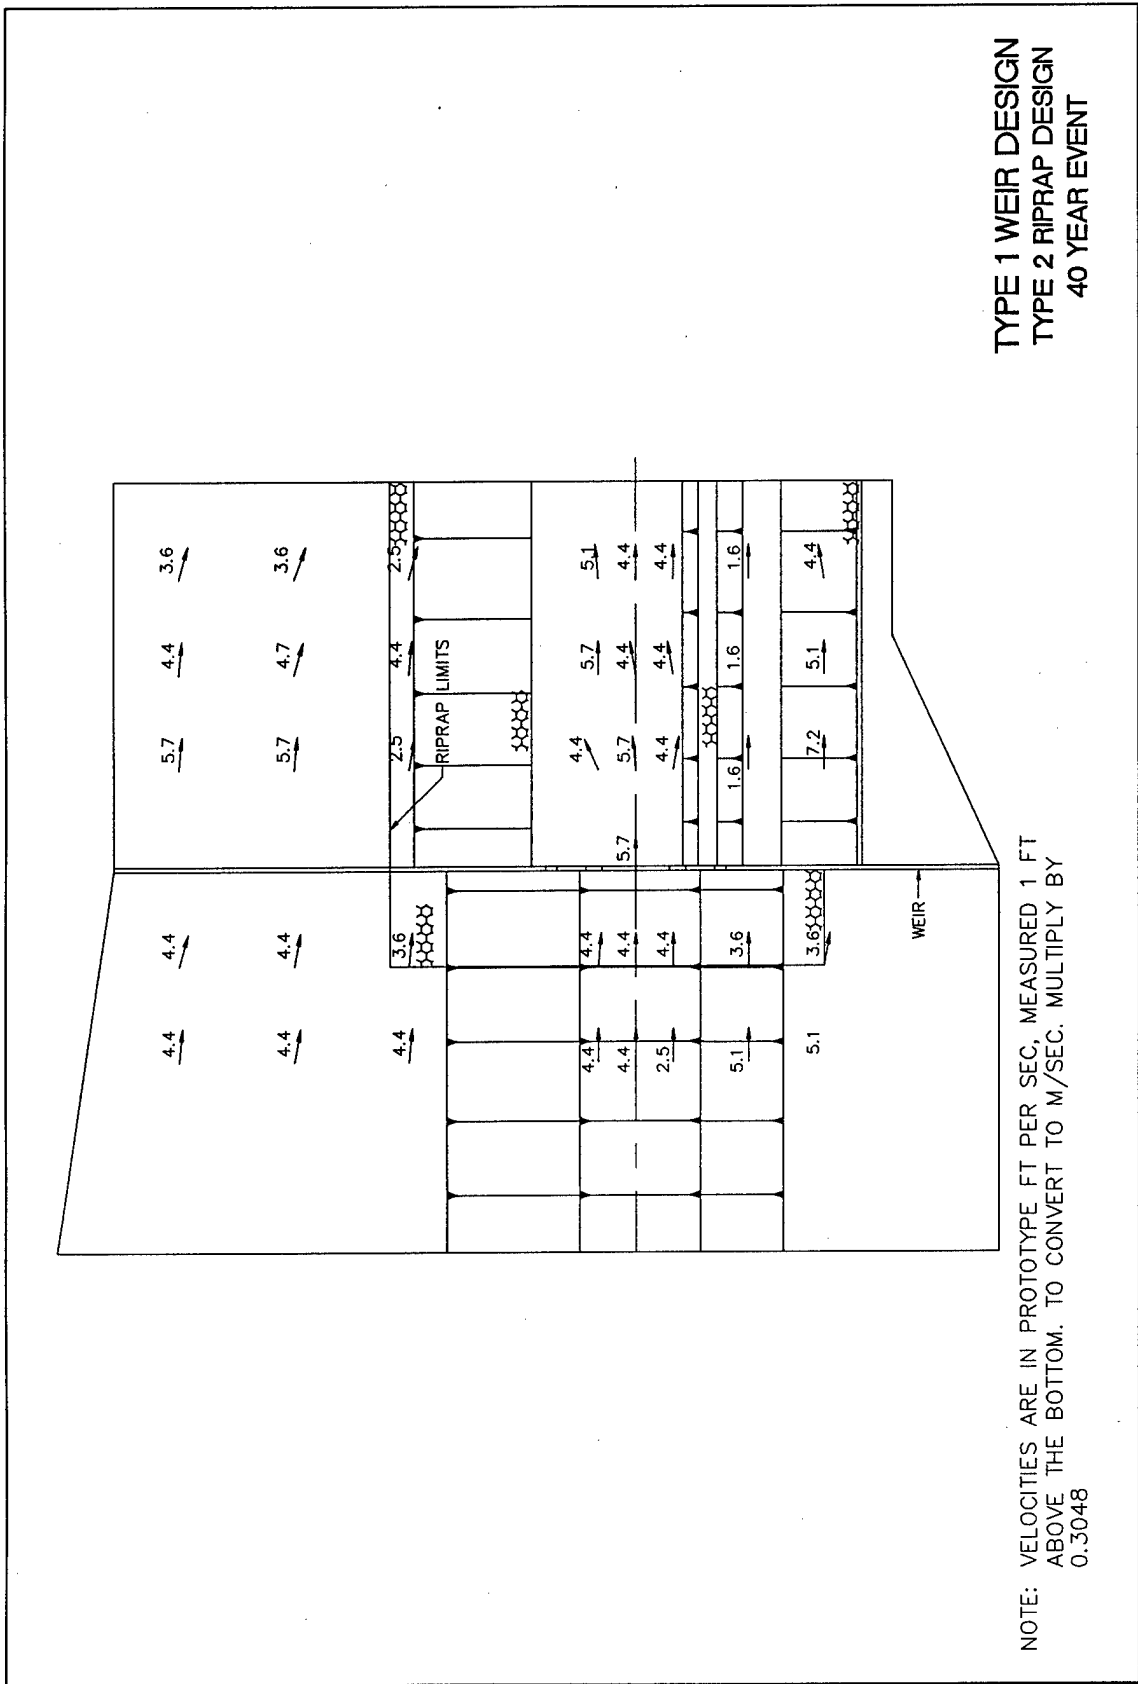 4.4 4.4 5.7 4.4 3.6
4.4 4.4 5.7 4.7 3.6
4.4 3.6 2.5 4.4 2.5
RIPRAP LIMITS
4.4 4.4 4.4 5.7 5.1
4.4 4.4 5.7 5.7 4.4 4.4
2.5 4.4 4.4 4.4 4.4
5.1 3.6 1.6 1.6 1.6
5.1 3.6 7.2 5.1 4.4
WEIR
NOTE: VELOCITIES ARE IN PROTOTYPE FT PER SEC, MEASURED 1 FT
ABOVE THE BOTTOM. TO CONVERT TO M/SEC. MULTIPLY BY
0.3048
TYPE 1 WEIR DESIGN
TYPE 2 RIPRAP DESIGN
40 YEAR EVENT